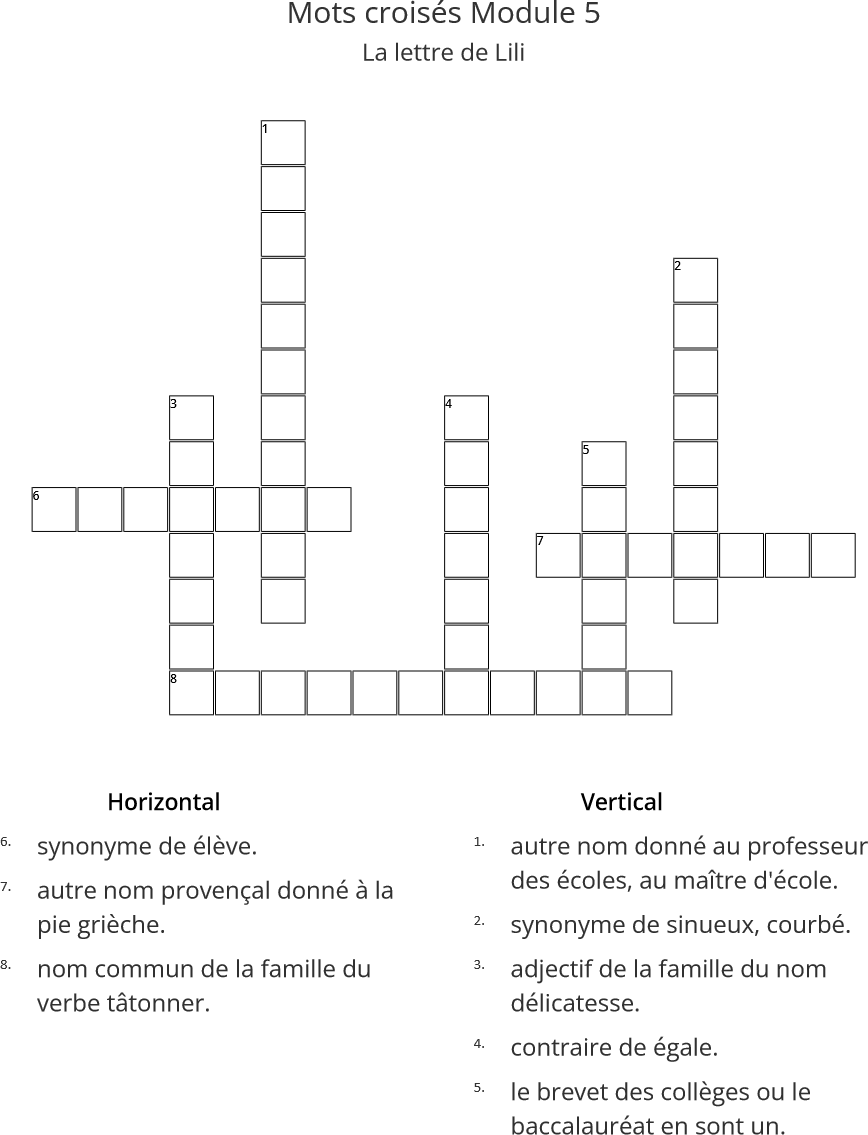 Mots croisés Module 5
La lettre de Lili
1
2
3
4
5
6
7
8
Horizontal
6. synonyme de élève.
7. autre nom provençal donné à la
pie grièche.
8. nom commun de la famille du
verbe tâtonner.
Vertical
1. autre nom donné au professeur
des écoles, au maître d'école.
2. synonyme de sinueux, courbé.
3. adjectif de la famille du nom
délicatesse.
4. contraire de égale.
5. le brevet des collèges ou le
baccalauréat en sont un.